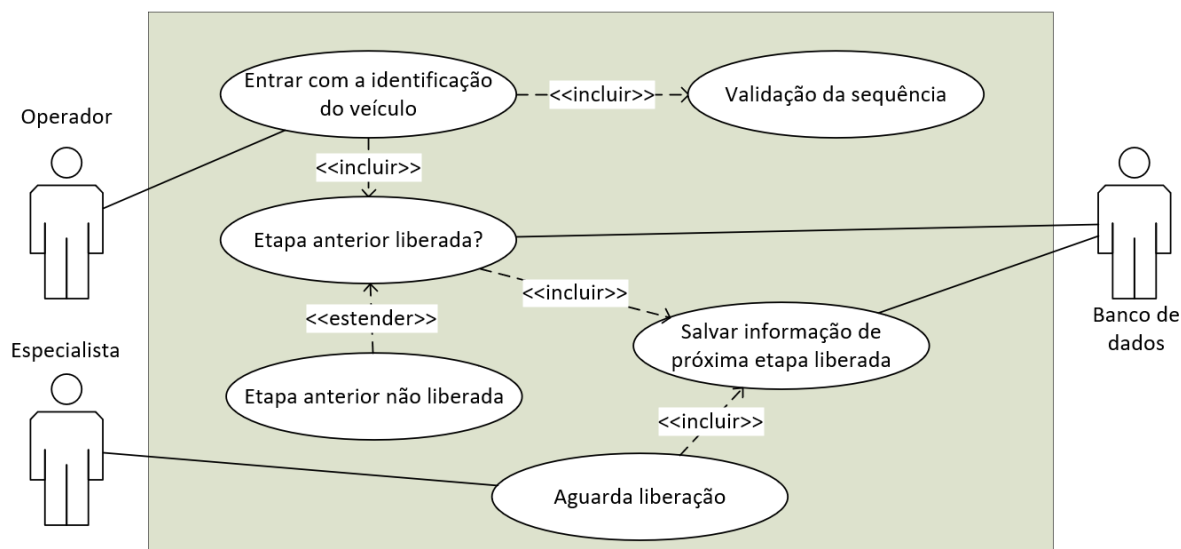 Entrar com a identificação
do veículo
<<incluir>>
Validação da sequência
Operador
<<incluir>>
Etapa anterior liberada?
<<incluir>>
<<estender>>
Banco de
dados
Salvar informação de
próxima etapa liberada
Especialista
Etapa anterior não liberada
<<incluir>>
Aguarda liberação